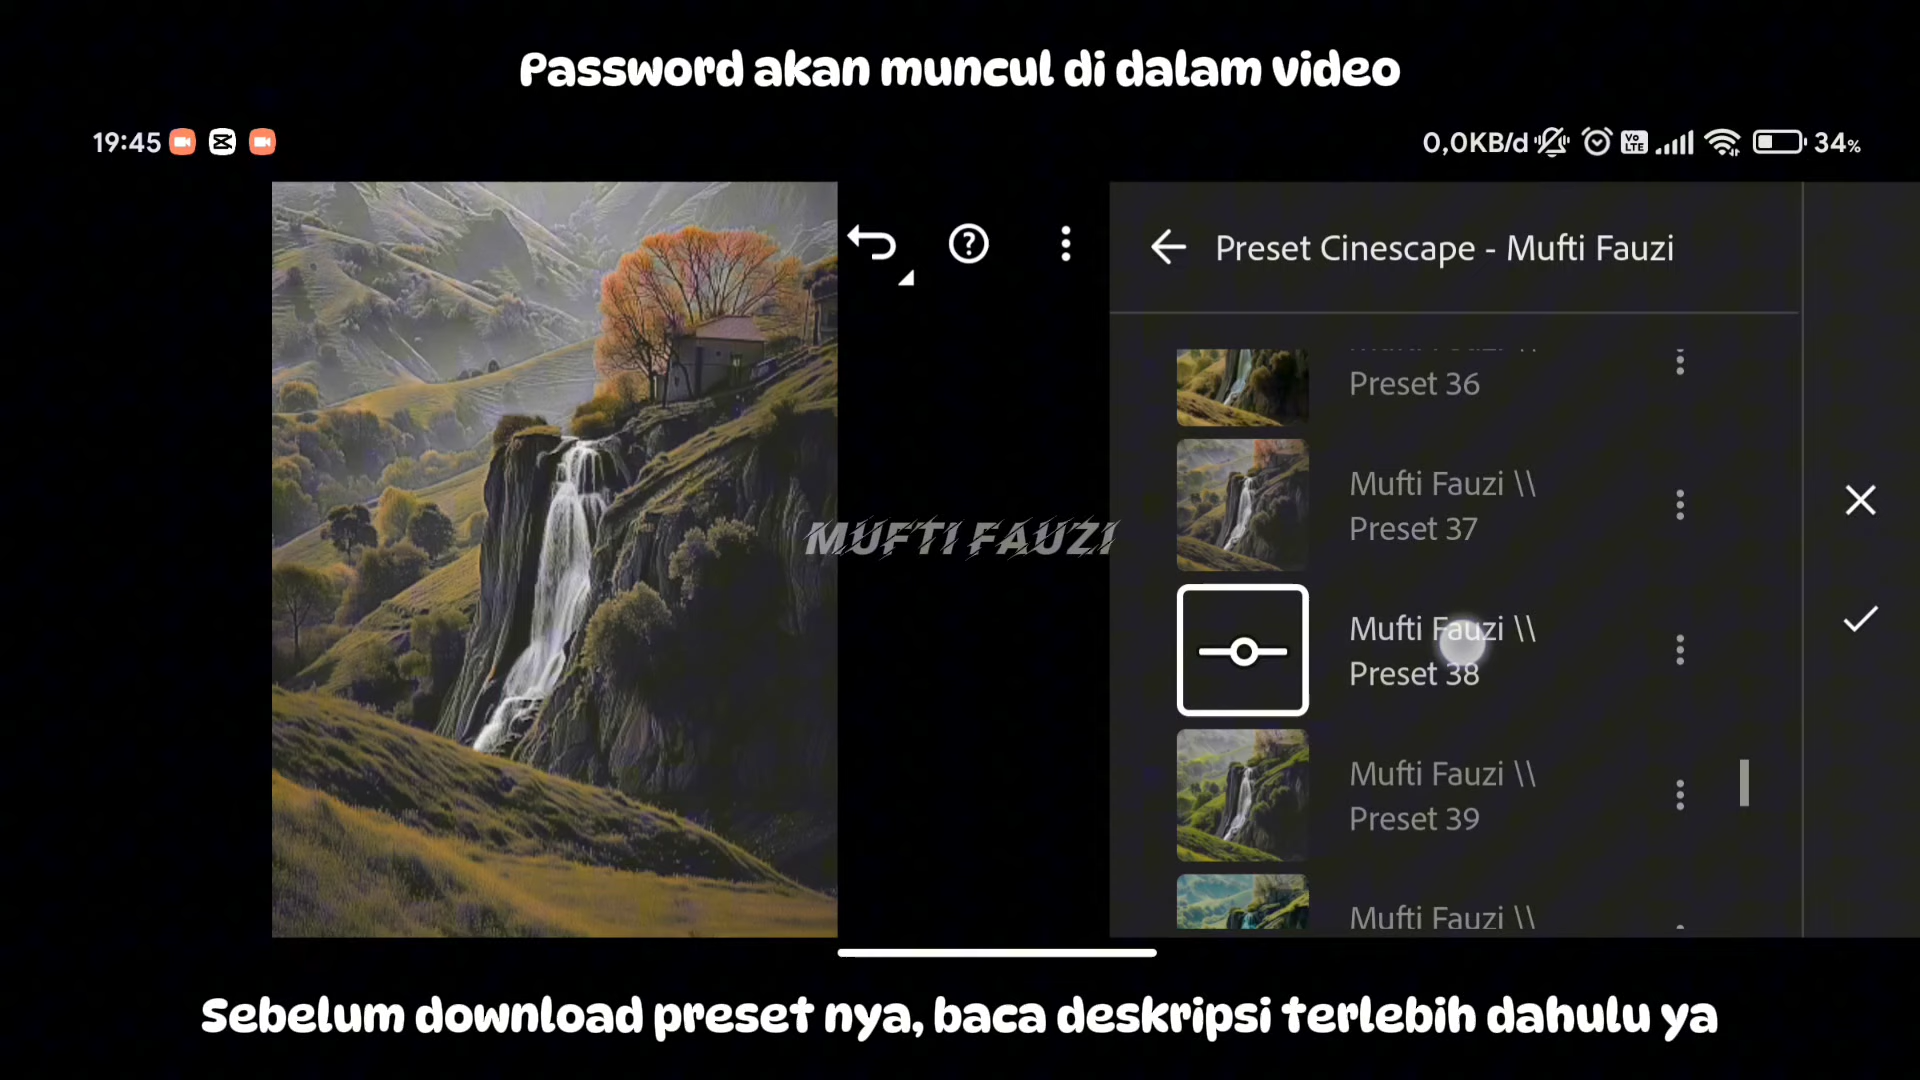 Password akan muncul di dalam video
19:45
0,0KB/d
Vo LTE
34%
Preset Cinescape - Mufti Fauzi
Preset 36
Mufti Fauzi \\
Preset 37
MUFTI FAUZI
Mufti Fauzi \\
Preset 38
Mufti Fauzi \\
Preset 39
Mufti Fauzi \\
Sebelum download preset nya, baca deskripsi terlebih dahulu ya